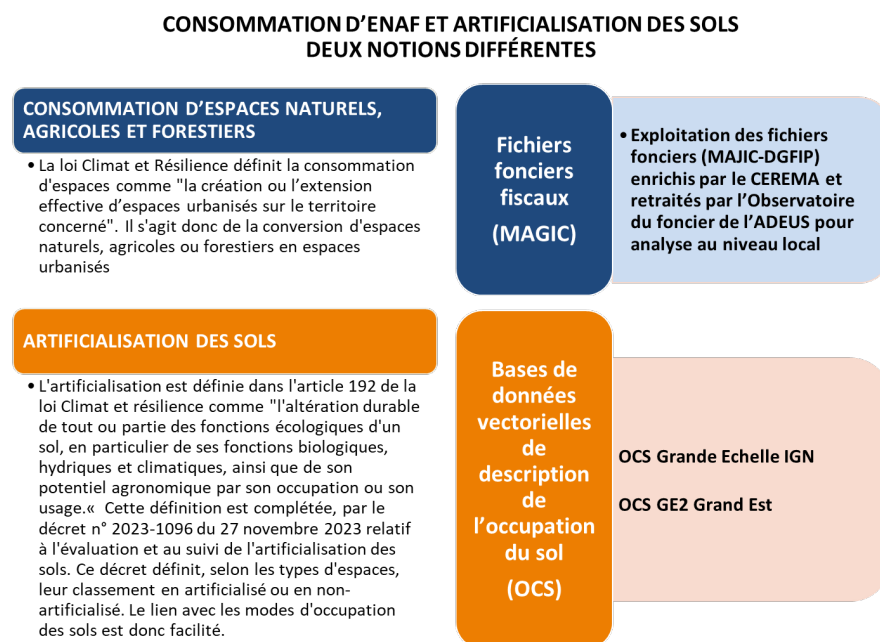 CONSOMMATION D'ENAF ET ARTIFICIALISATION DES SOLS
DEUX NOTIONS DIFFÉRENTES
CONSOMMATION D'ESPACES NATURELS,
AGRICOLES ET FORESTIERS
• La loi Climat et Résilience définit la consommation
d'espaces comme "la création ou l'extension
effective d'espaces urbanisés sur le territoire
concerné". Il s'agit donc de la conversion d'espaces
naturels, agricoles ou forestiers en espaces
urbanisés
Fichiers
fonciers
fiscaux
(MAGIC)
• Exploitation des fichiers
fonciers (MAJIC-DGFIP)
enrichis par le CEREMA et
retraités par l'Observatoire
du foncier de l'ADEUS pour
analyse au niveau local
ARTIFICIALISATION DES SOLS
• L'artificialisation est définie dans l'article 192 de la
loi Climat et résilience comme "l'altération durable
de tout ou partie des fonctions écologiques d'un
sol, en particulier de ses fonctions biologiques,
hydriques et climatiques, ainsi que de son
potentiel agronomique par son occupation ou son
usage.« Cette définition est complétée, par le
décret n° 2023-1096 du 27 novembre 2023 relatif
à l'évaluation et au suivi de l'artificialisation des
sols. Ce décret définit, selon les types d'espaces,
leur classement en artificialisé ou en non-
artificialisé. Le lien avec les modes d'occupation
des sols est donc facilité.
Bases de
données
vectorielles
de
description
de
l'occupation
du sol
(OCS)
OCS Grande Echelle IGN
OCS GE2 Grand Est